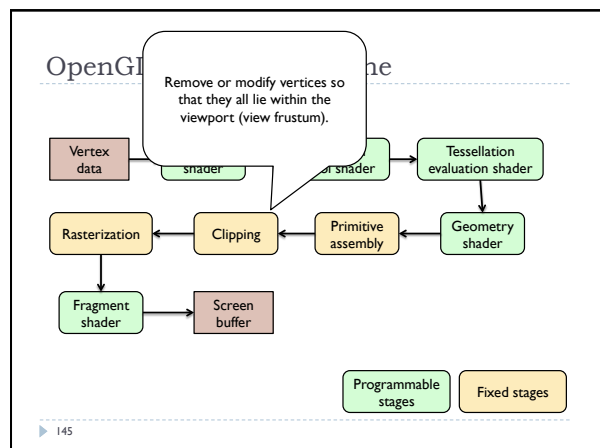 OpenGL
ne
Remove or modify vertices so
that they all lie within the
viewport (view frustum).
Vertex
data
shader
shader
Tessellation
evaluation shader
Rasterization
Clipping
Primitive
assembly
Geometry
shader
Fragment
shader
Screen
buffer
Programmable
stages
Fixed stages
145